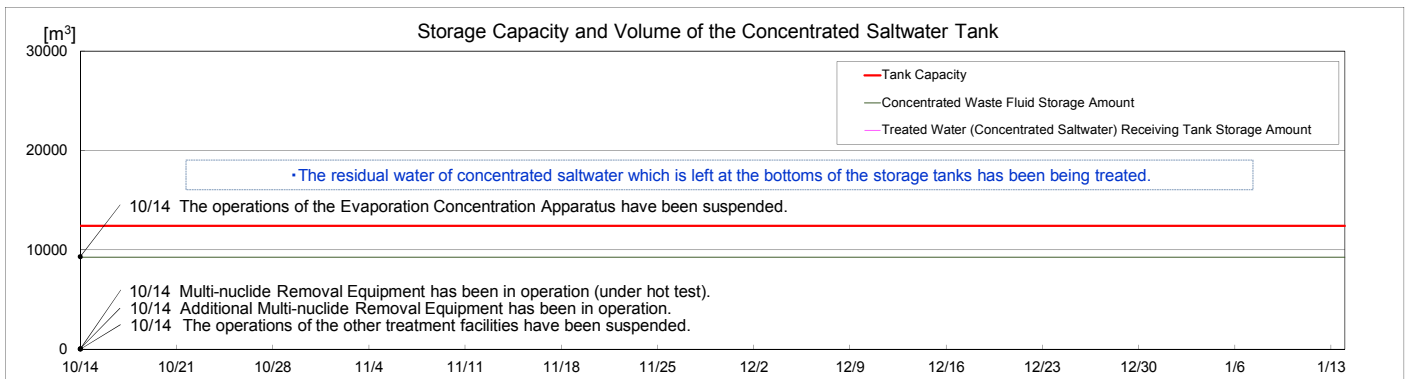 Storage Capacity and Volume of the Concentrated Saltwater Tank
[m³]
30000
Tank Capacity
Concentrated Waste Fluid Storage Amount
Treated Water (Concentrated Saltwater) Receiving Tank Storage Amount
20000
・The residual water of concentrated saltwater which is left at the bottoms of the storage tanks has been being treated.
10/14 The operations of the Evaporation Concentration Apparatus have been suspended.
10000
10/14 Multi-nuclide Removal Equipment has been in operation (under hot test).
10/14 Additional Multi-nuclide Removal Equipment has been in operation.
10/14 The operations of the other treatment facilities have been suspended.
0
10/14 10/21 10/28 11/4 11/11 11/18 11/25 12/2 12/9 12/16 12/23 12/30 1/6 1/13